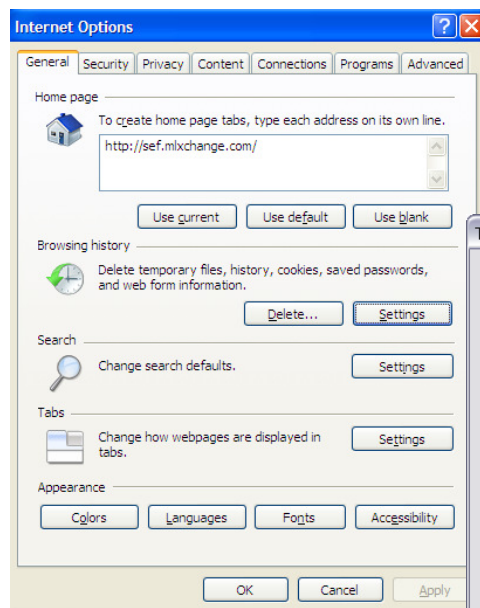 Internet Options
General Security Privacy Content Connections Programs Advanced
Home page
To create home page tabs, type each address on its own line.
http://sef.mlxchange.com/
Use current Use default Use blank
Browsing history
Delete temporary files, history, cookies, saved passwords,
and web form information.
Delete... Settings
Search
Change search defaults. Settings
Tabs
Change how webpages are displayed in
tabs.
Settings
Appearance
Colors Languages Fonts Accessibility
OK Cancel Apply